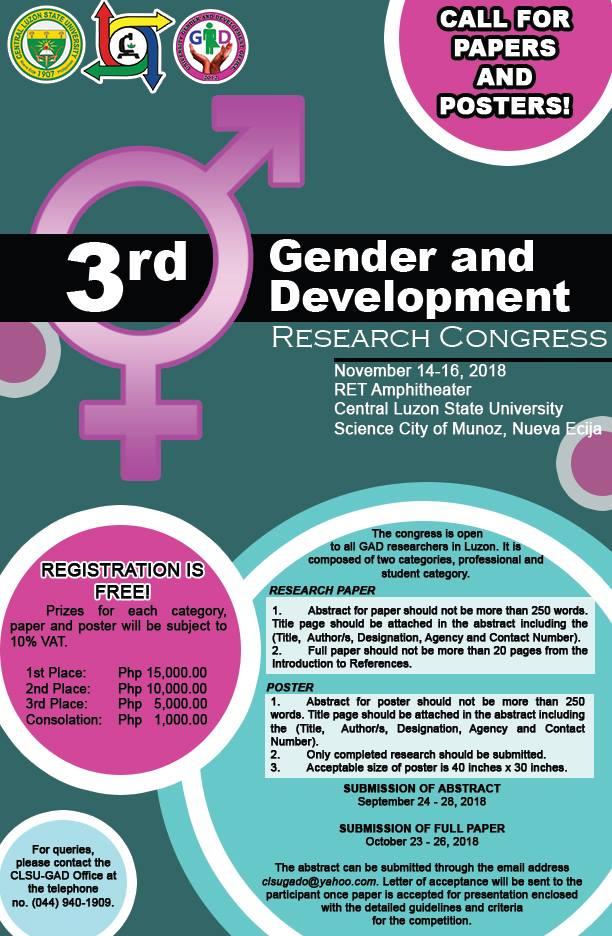 CENTRAL LUZON STATE UNIVERSITY
1907
UNIVERSITY GENDER AND DEVELOPMENT OFFICE
GAD
CALL FOR
PAPERS
AND
POSTERS!
3rd
Gender and
Development
RESEARCH CONGRESS
November 14-16, 2018
RET Amphitheater
Central Luzon State University
Science City of Munoz, Nueva Ecija
REGISTRATION IS
FREE!
Prizes for each category,
paper and poster will be subject to
10% VAT.
1st Place: Php 15,000.00
2nd Place: Php 10,000.00
3rd Place: Php 5,000.00
Consolation: Php 1,000.00
For queries,
please contact the
CLSU-GAD Office at
the telephone
no. (044) 940-1909.
The congress is open
to all GAD researchers in Luzon. It is
composed of two categories, professional and
student category.
RESEARCH PAPER
1. Abstract for paper should not be more than 250 words.
Title page should be attached in the abstract including the
(Title, Author/s, Designation, Agency and Contact Number).
2. Full paper should not be more than 20 pages from the
Introduction to References.
POSTER
1. Abstract for poster should not be more than 250
words. Title page should be attached in the abstract including
the (Title, Author/s, Designation, Agency and Contact
Number).
2. Only completed research should be submitted.
3. Acceptable size of poster is 40 inches x 30 inches.
SUBMISSION OF ABSTRACT
September 24 - 28, 2018
SUBMISSION OF FULL PAPER
October 23 - 26, 2018
The abstract can be submitted through the email address
clsugado@yahoo.com. Letter of acceptance will be sent to the
participant once paper is accepted for presentation enclosed
with the detailed guidelines and criteria
for the competition.